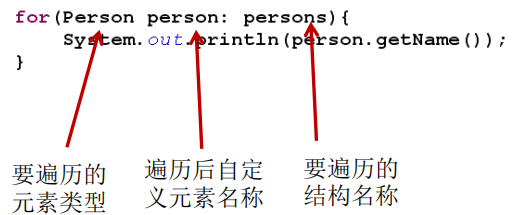 for(Person person: persons){
System.out.println(person.getName());
}
要遍历的
元素类型
遍历后自定
义元素名称
要遍历的
结构名称